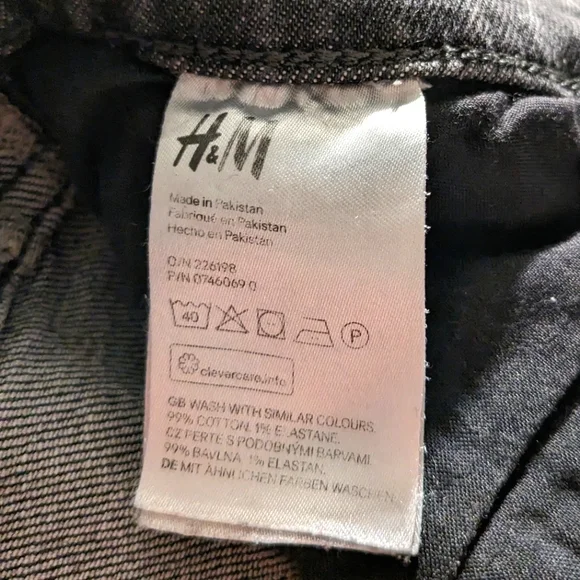 H&M
Made in Pakistan
Fabriqué en Pakistan
Hecho en Pakistán
O/N 226198
P/N 0746069 0
40 P
clevercare.info
GB WASH WITH SIMILAR COLOURS
99% COTTON, 1% ELASTANE.
CZ PERTE S PODOBNÝMI BARVAMI.
99% BAVLNA, 1% ELASTAN.
DE MIT ÄHNLICHEN FARBEN WASCHEN.